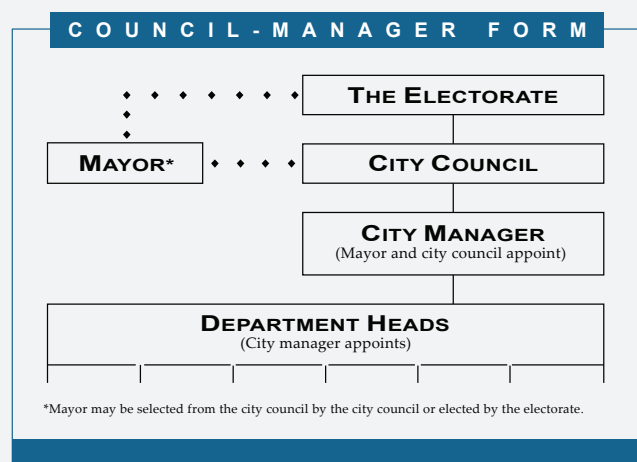 COUNCIL-MANAGER FORM
THE ELECTORATE
MAYOR*
CITY COUNCIL
CITY MANAGER
(Mayor and city council appoint)
DEPARTMENT HEADS
(City manager appoints)
*Mayor may be selected from the city council by the city council or elected by the electorate.